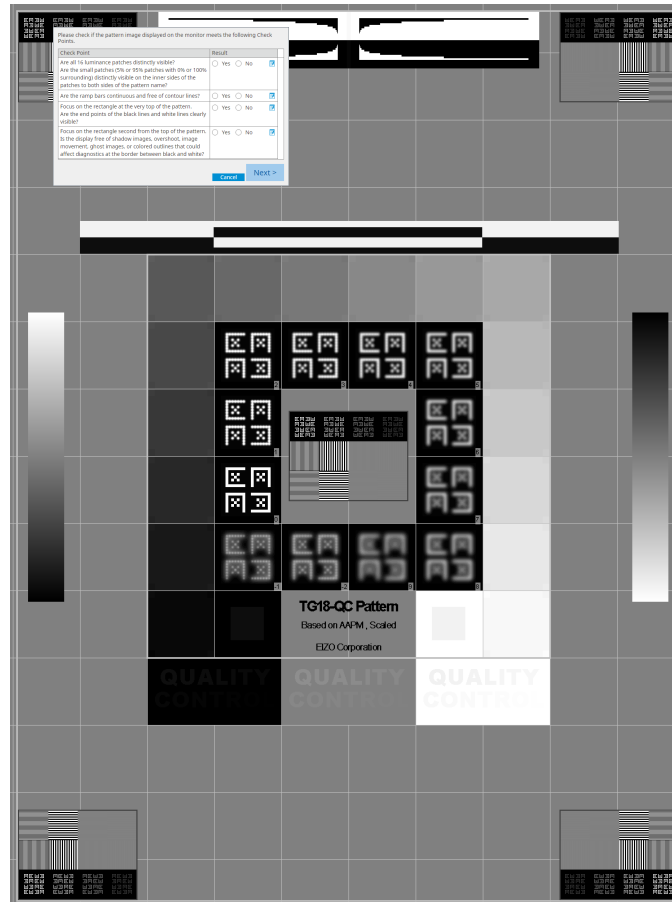 Please check if the pattern image displayed on the monitor meets the following Check
Points.
Check Point Result
Are all 16 luminance patches distinctly visible?
Are the small patches (5% or 95% patches with 0% or 100%
surrounding) distinctly visible on the inner sides of the
patches to both sides of the pattern name?
Yes No
Are the ramp bars continuous and free of contour lines?
Yes No
Focus on the rectangle at the very top of the pattern.
Are the end points of the black lines and white lines clearly
visible?
Yes No
Focus on the rectangle second from the top of the pattern.
Is the display free of shadow images, overshoot, image
movement, ghost images, or colored outlines that could
affect diagnostics at the border between black and white?
Yes No
Cancel Next >
TG18-QC Pattern
Based on AAPM , Scaled
EIZO Corporation
QUALITY QUALITY QUALITY
CONTROL CONTROL CONTROL